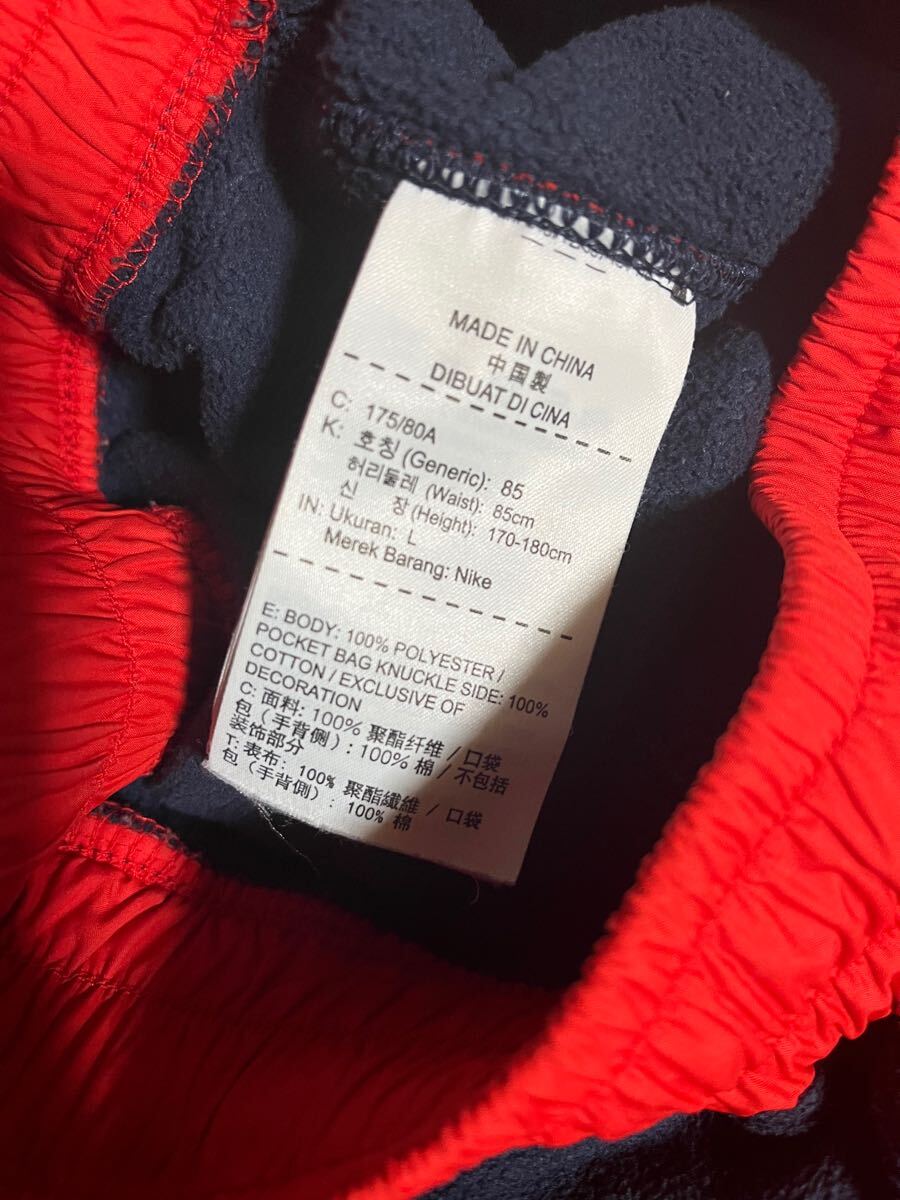 MADE IN CHINA
中国製
DIBUAT DI CINA
C: 175/80A
K: 호칭 (Generic): 85
허리둘레 (Waist): 85cm
신 장 (Height): 170-180cm
IN: Ukuran: L
Merek Barang: Nike
E: BODY: 100% POLYESTER /
POCKET BAG KNUCKLE SIDE: 100%
COTTON / EXCLUSIVE OF
DECORATION
C: 面料: 100% 聚酯纤维 / 口袋
包 (手背侧) : 100% 棉 / 不包括
装饰部分
T: 表布: 100% 聚酯纖維 / 口袋
包 (手背側) : 100% 棉